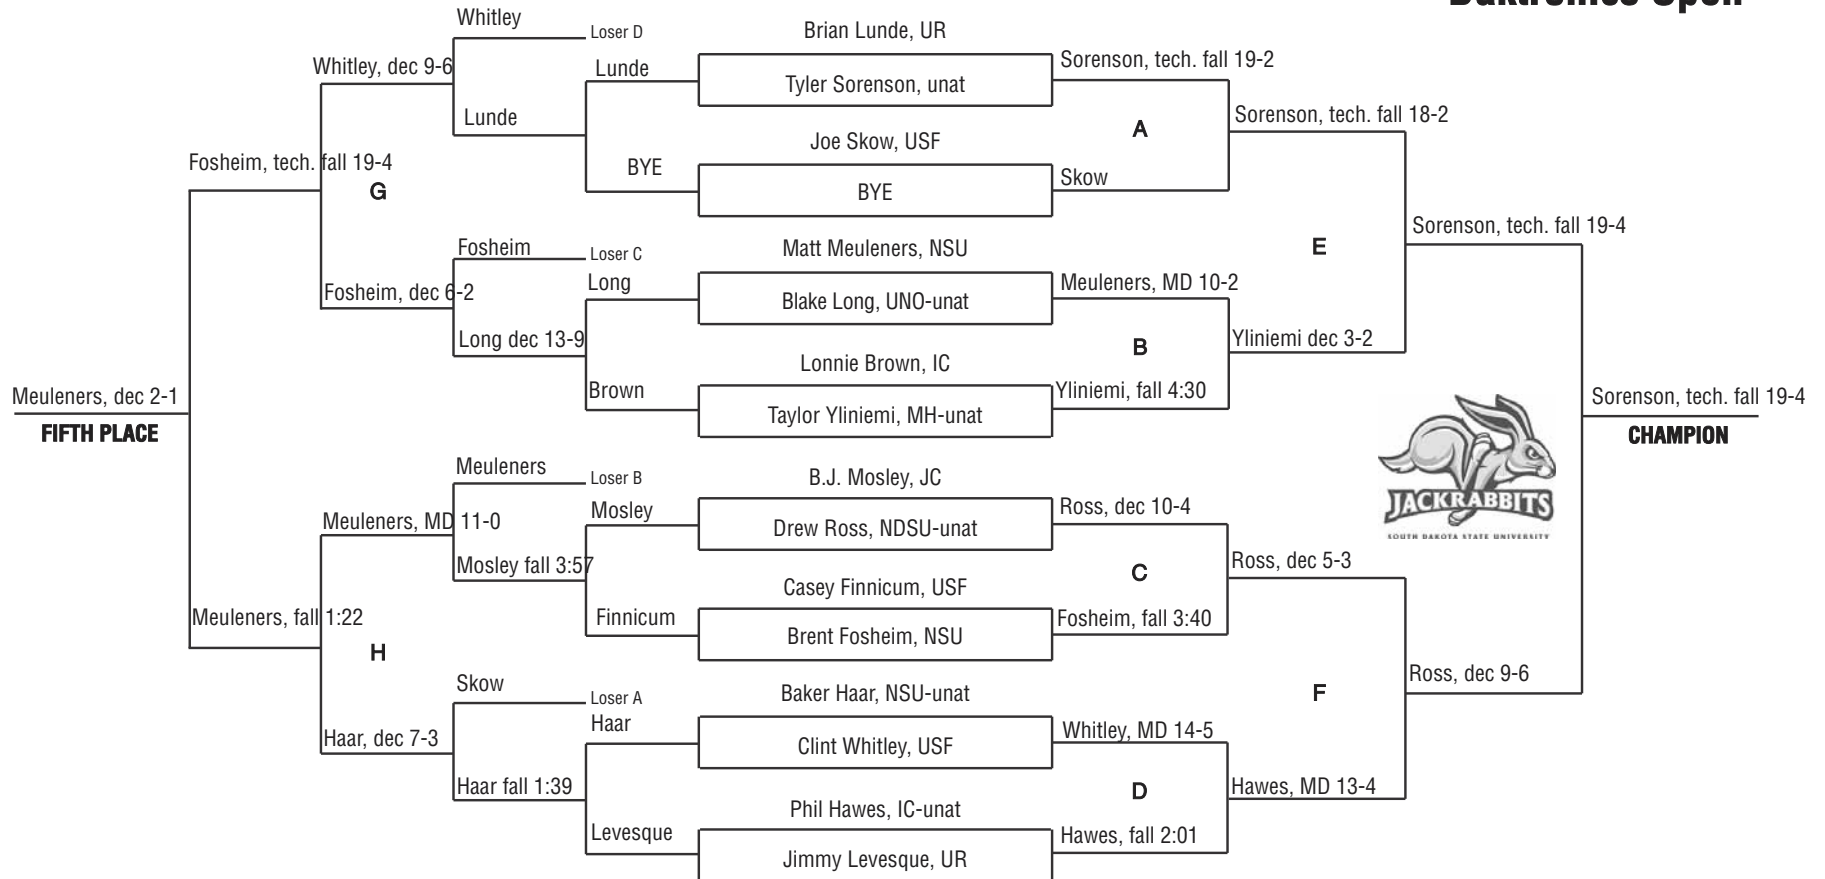 Daktronics Open
Whitley
Loser D
Brian Lunde, UR
Whitley, dec 9-6
Lunde
Tyler Sorenson, unat
Sorenson, tech. fall 19-2
Lunde
A
Sorenson, tech. fall 18-2
Joe Skow, USF
BYE
BYE
Skow
Fosheim, tech. fall 19-4
G
Sorenson, tech. fall 19-4
Fosheim
Loser C
Matt Meuleners, NSU
E
Long
Blake Long, UNO-unat
Meuleners, MD 10-2
Fosheim, dec 6-2
Long dec 13-9
B
Yliniemi dec 3-2
Lonnie Brown, IC
Brown
Taylor Yliniemi, MH-unat
Yliniemi, fall 4:30
Meuleners, dec 2-1
FIFTH PLACE
Sorenson, tech. fall 19-4
CHAMPION
Meuleners
Loser B
B.J. Mosley, JC
JACKRABBITS
SOUTH DAKOTA STATE UNIVERSITY
Mosley
Drew Ross, NDSU-unat
Ross, dec 10-4
Meuleners, MD 11-0
Mosley fall 3:57
C
Ross, dec 5-3
Casey Finnicum, USF
Finnicum
Brent Fosheim, NSU
Fosheim, fall 3:40
Meuleners, fall 1:22
H
Ross, dec 9-6
Skow
Loser A
Baker Haar, NSU-unat
F
Haar
Clint Whitley, USF
Whitley, MD 14-5
Haar, dec 7-3
Haar fall 1:39
D
Hawes, MD 13-4
Phil Hawes, IC-unat
Levesque
Jimmy Levesque, UR
Hawes, fall 2:01